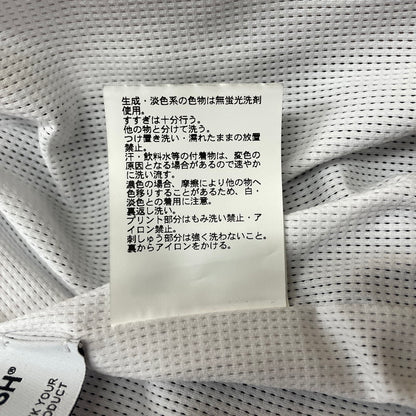 生成・淡色系の色物は無蛍光洗剤
使用。
すすぎは十分行う。
他の物と分けて洗う。
つけ置き洗い・濡れたままの放置
禁止。
汗・飲料水等の付着物は、変色の
原因となる場合があるので速やか
に洗い流す。
濃色の場合、摩擦により他の物へ
色移りすることがあるため、白・
淡色との着用に注意。
裏返し洗い。
プリント部分はもみ洗い禁止・ア
イロン禁止。
刺しゅう部分は強く洗わないこと。
裏からアイロンをかける。
SH®
K YOUR
PRODUCT